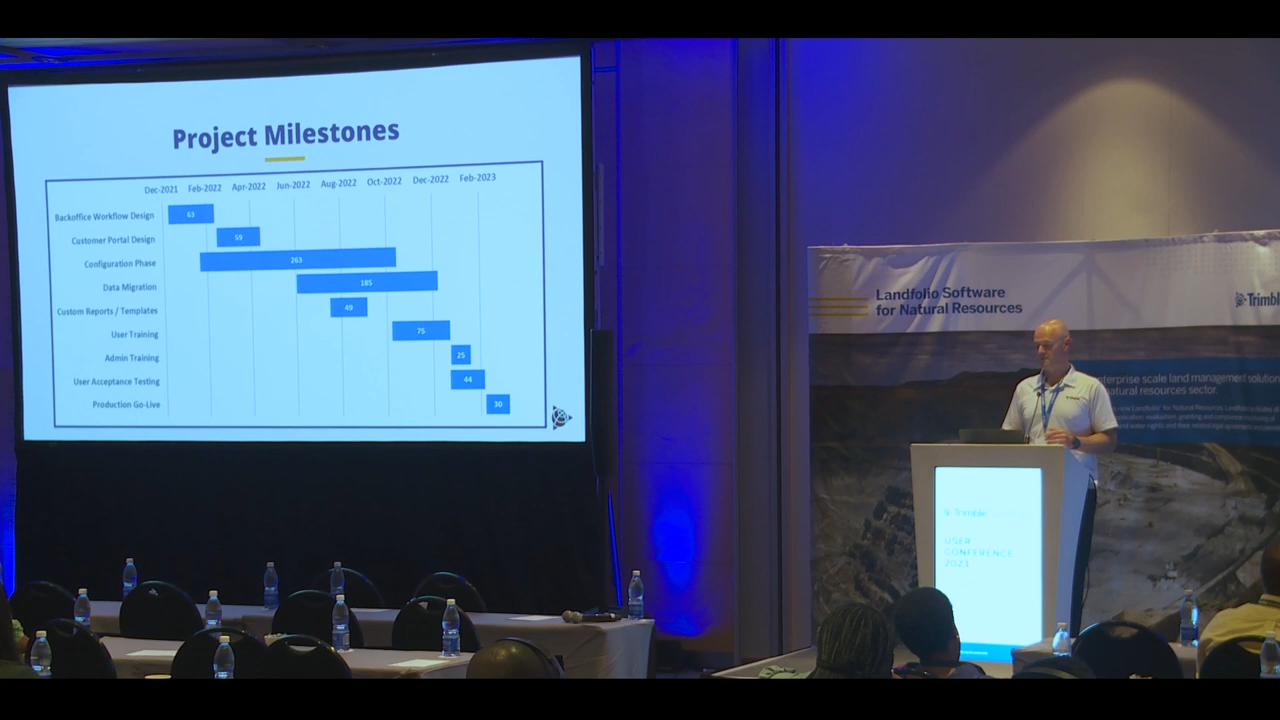 Project Milestones
Dec-2021 Feb-2022 Apr-2022 Jun-2022 Aug-2022 Oct-2022 Dec-2022 Feb-2023
Backoffice Workflow Design 63
Customer Portal Design 59
Configuration Phase 263
Data Migration 185
Custom Reports / Templates 49
User Training 75
Admin Training 25
User Acceptance Testing 44
Production Go-Live 30
Landfolio Software
for Natural Resources
Trimble
enterprise scale land management solution
natural resources sector.
Trimble
USER
CONFERENCE
2021